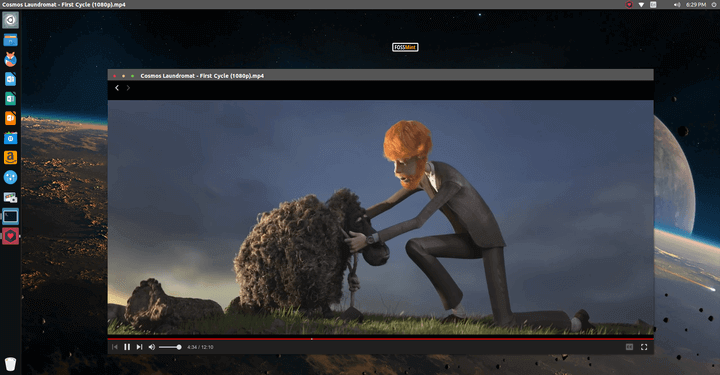 Cosmos Laundromat - First Cycle (1080p).mp4
6:29 PM
FOSSMint
Cosmos Laundromat - First Cycle (1080p).mp4
4:34 / 12:10